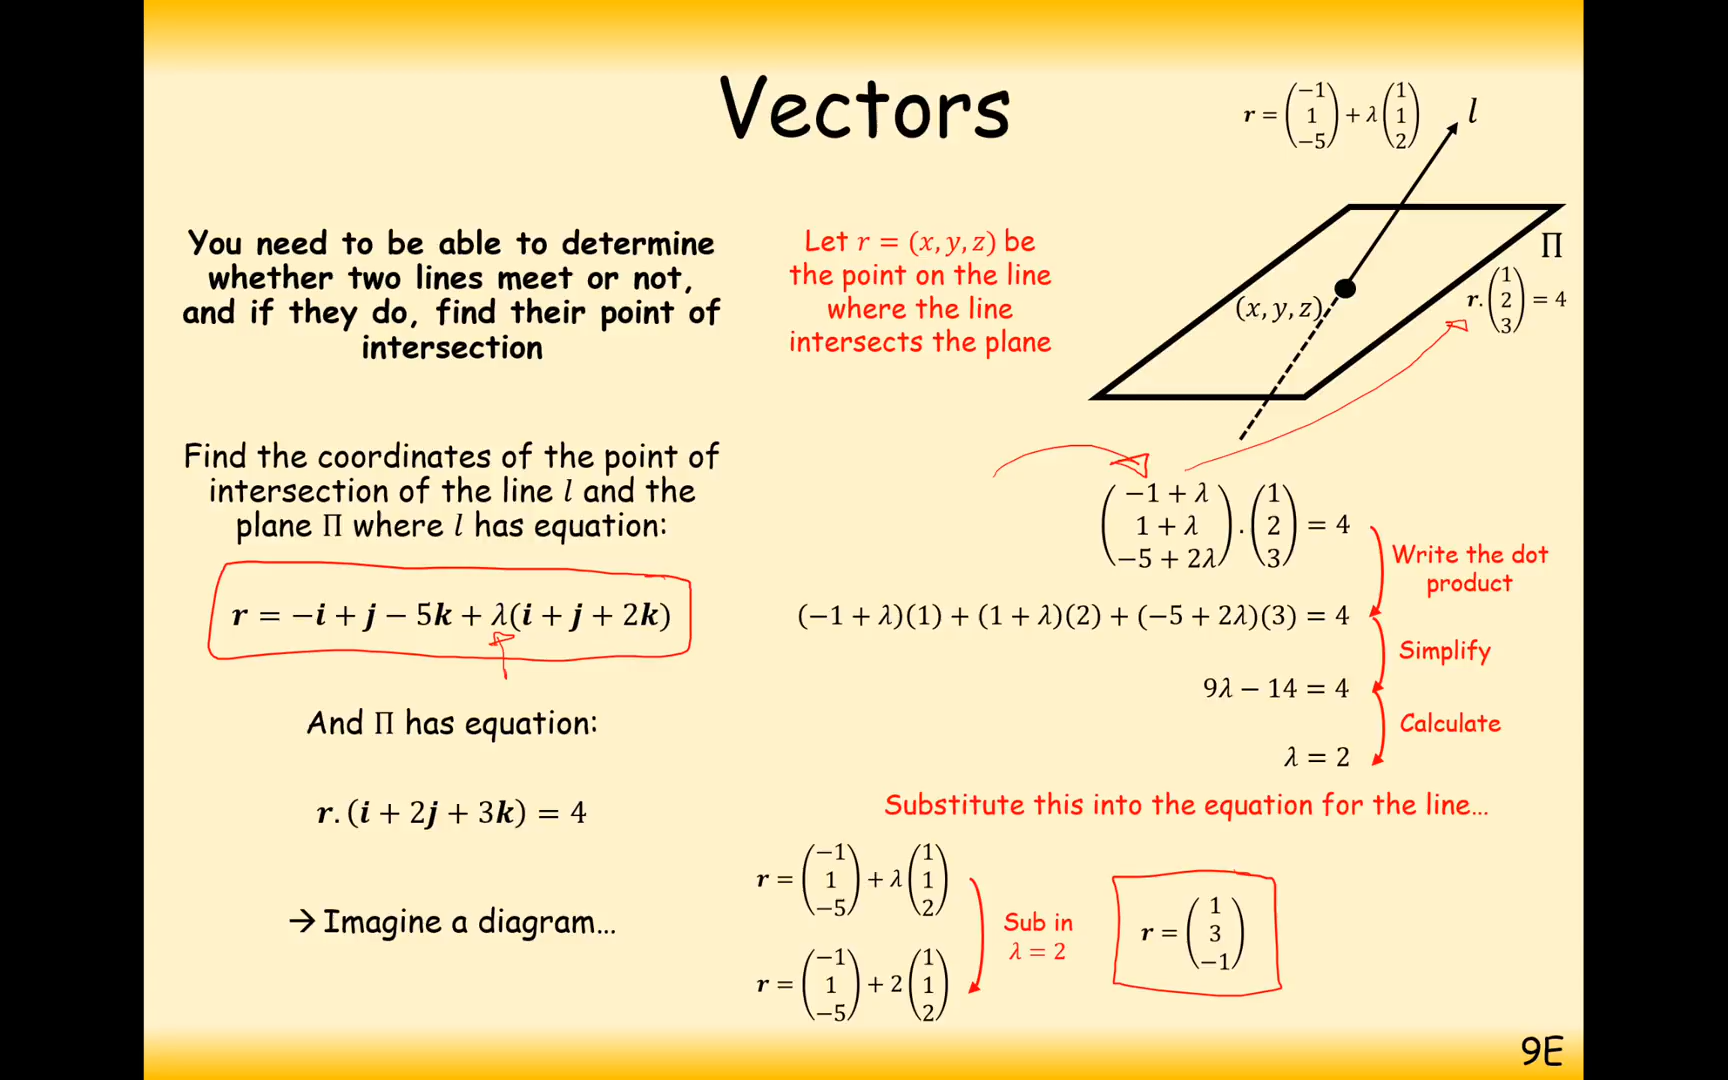 Vectors
You need to be able to determine
whether two lines meet or not,
and if they do, find their point of
intersection
Find the coordinates of the point of
intersection of the line l and the
plane Π where l has equation:
r = −i + j − 5k + λ(i + j + 2k)
And Π has equation:
r.(i + 2j + 3k) = 4
→ Imagine a diagram…
Let r = (x, y, z) be
the point on the line
where the line
intersects the plane
r = (−1 1 −5) + λ (1 1 2)
l
Π
(x, y, z)
r. (1 2 3) = 4
(−1 + λ 1 + λ −5 + 2λ) . (1 2 3) = 4
Write the dot
product
(−1 + λ)(1) + (1 + λ)(2) + (−5 + 2λ)(3) = 4
Simplify
9λ − 14 = 4
Calculate
λ = 2
Substitute this into the equation for the line…
r = (−1 1 −5) + λ (1 1 2)
Sub in
λ = 2
r = (−1 1 −5) + 2 (1 1 2)
r = (1 3 −1)
9E